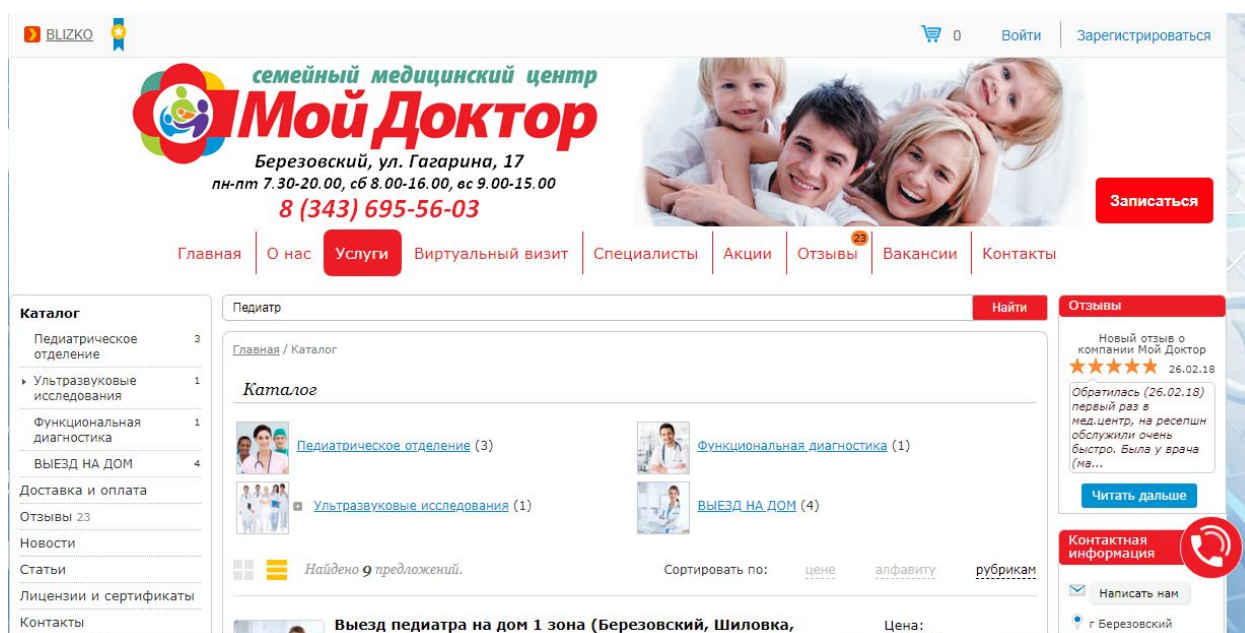 BLIZKO
0 Войти Зарегистрироваться
семейный медицинский центр
Мой Доктор
Березовский, ул. Гагарина, 17
пн-пт 7.30-20.00, сб 8.00-16.00, вс 9.00-15.00
8 (343) 695-56-03
Записаться
Главная О нас Услуги Виртуальный визит Специалисты Акции Отзывы 23 Вакансии Контакты
Каталог
Педиатрическое 3
отделение
Ультразвуковые 1
исследования
Функциональная 1
диагностика
ВЫЕЗД НА ДОМ 4
Доставка и оплата
Отзывы 23
Новости
Статьи
Лицензии и сертификаты
Контакты
Педиатр Найти
Главная / Каталог
Каталог
Педиатрическое отделение (3)
Функциональная диагностика (1)
Ультразвуковые исследования (1)
ВЫЕЗД НА ДОМ (4)
Найдено 9 предложений.
Сортировать по: цене алфавиту рубрикам
Выезд педиатра на дом 1 зона (Березовский, Шиловка,
Цена:
Отзывы
Новый отзыв о
компании Мой Доктор
26.02.18
Обратилась (26.02.18)
первый раз в
мед.центр, на ресепшн
обслужили очень
быстро. Была у врача
(ма...
Читать дальше
Контактная
информация
Написать нам
г Березовский